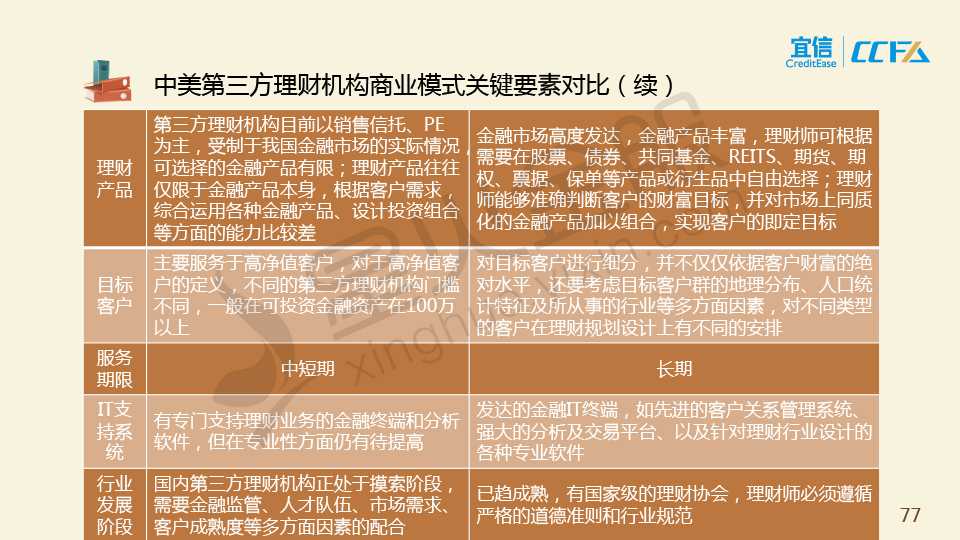 宜信
CreditEase
CCFA
中美第三方理财机构商业模式关键要素对比（续）
理财
产品
第三方理财机构目前以销售信托、PE
为主，受制于我国金融市场的实际情况，
可选择的金融产品有限；理财产品往往
仅限于金融产品本身，根据客户需求，
综合运用各种金融产品、设计投资组合
等方面的能力比较差
金融市场高度发达，金融产品丰富，理财师可根据
需要在股票、债券、共同基金、REITS、期货、期
权、票据、保单等产品或衍生品中自由选择；理财
师能够准确判断客户的财富目标，并对市场上同质
化的金融产品加以组合，实现客户的即定目标
目标
客户
主要服务于高净值客户，对于高净值客
户的定义，不同的第三方理财机构门槛
不同，一般在可投资金融资产在100万
以上
对目标客户进行细分，并不仅仅依据客户财富的绝
对水平，还要考虑目标客户群的地理分布、人口统
计特征及所从事的行业等多方面因素，对不同类型
的客户在理财规划设计上有不同的安排
服务
期限
中短期
长期
IT支
持系
统
有专门支持理财业务的金融终端和分析
软件，但在专业性方面仍有待提高
发达的金融IT终端，如先进的客户关系管理系统、
强大的分析及交易平台、以及针对理财行业设计的
各种专业软件
行业
发展
阶段
国内第三方理财机构正处于摸索阶段，
需要金融监管、人才队伍、市场需求、
客户成熟度等多方面因素的配合
已趋成熟，有国家级的理财协会，理财师必须遵循
严格的道德准则和行业规范
77